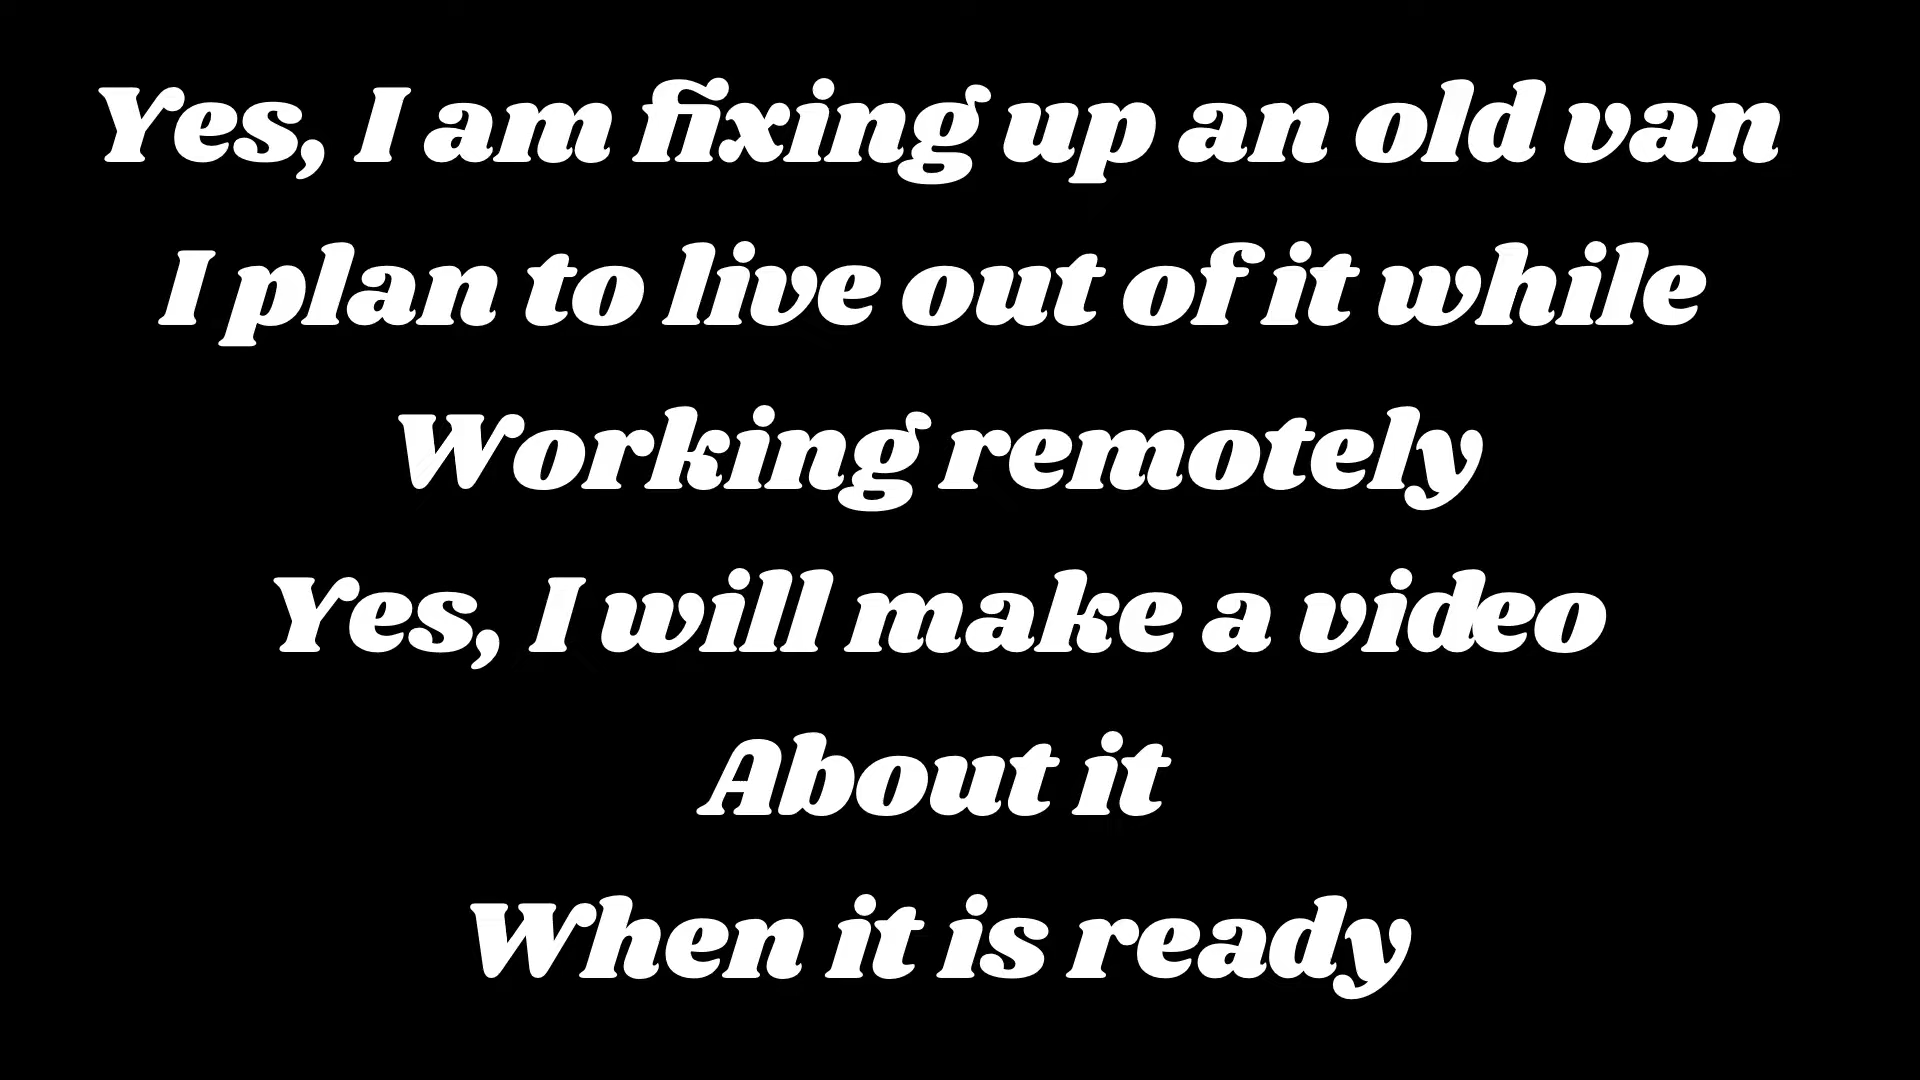 Yes, I am fixing up an old van
I plan to live out of it while
Working remotely
Yes, I will make a video
About it
When it is ready